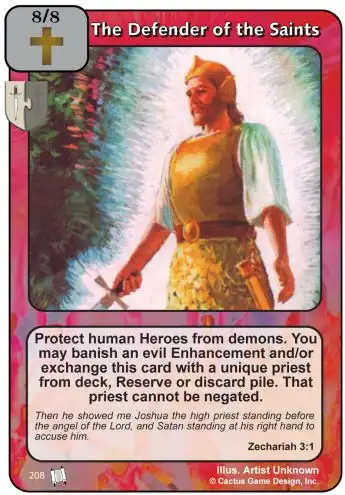 8/8
The Defender of the Saints
Protect human Heroes from demons. You
may banish an evil Enhancement and/or
exchange this card with a unique priest
from deck, Reserve or discard pile. That
priest cannot be negated.
Then he showed me Joshua the high priest standing before
the angel of the Lord, and Satan standing at his right hand to
accuse him.
Zechariah 3:1
208
Illus. Artist Unknown
© Cactus Game Design, Inc.